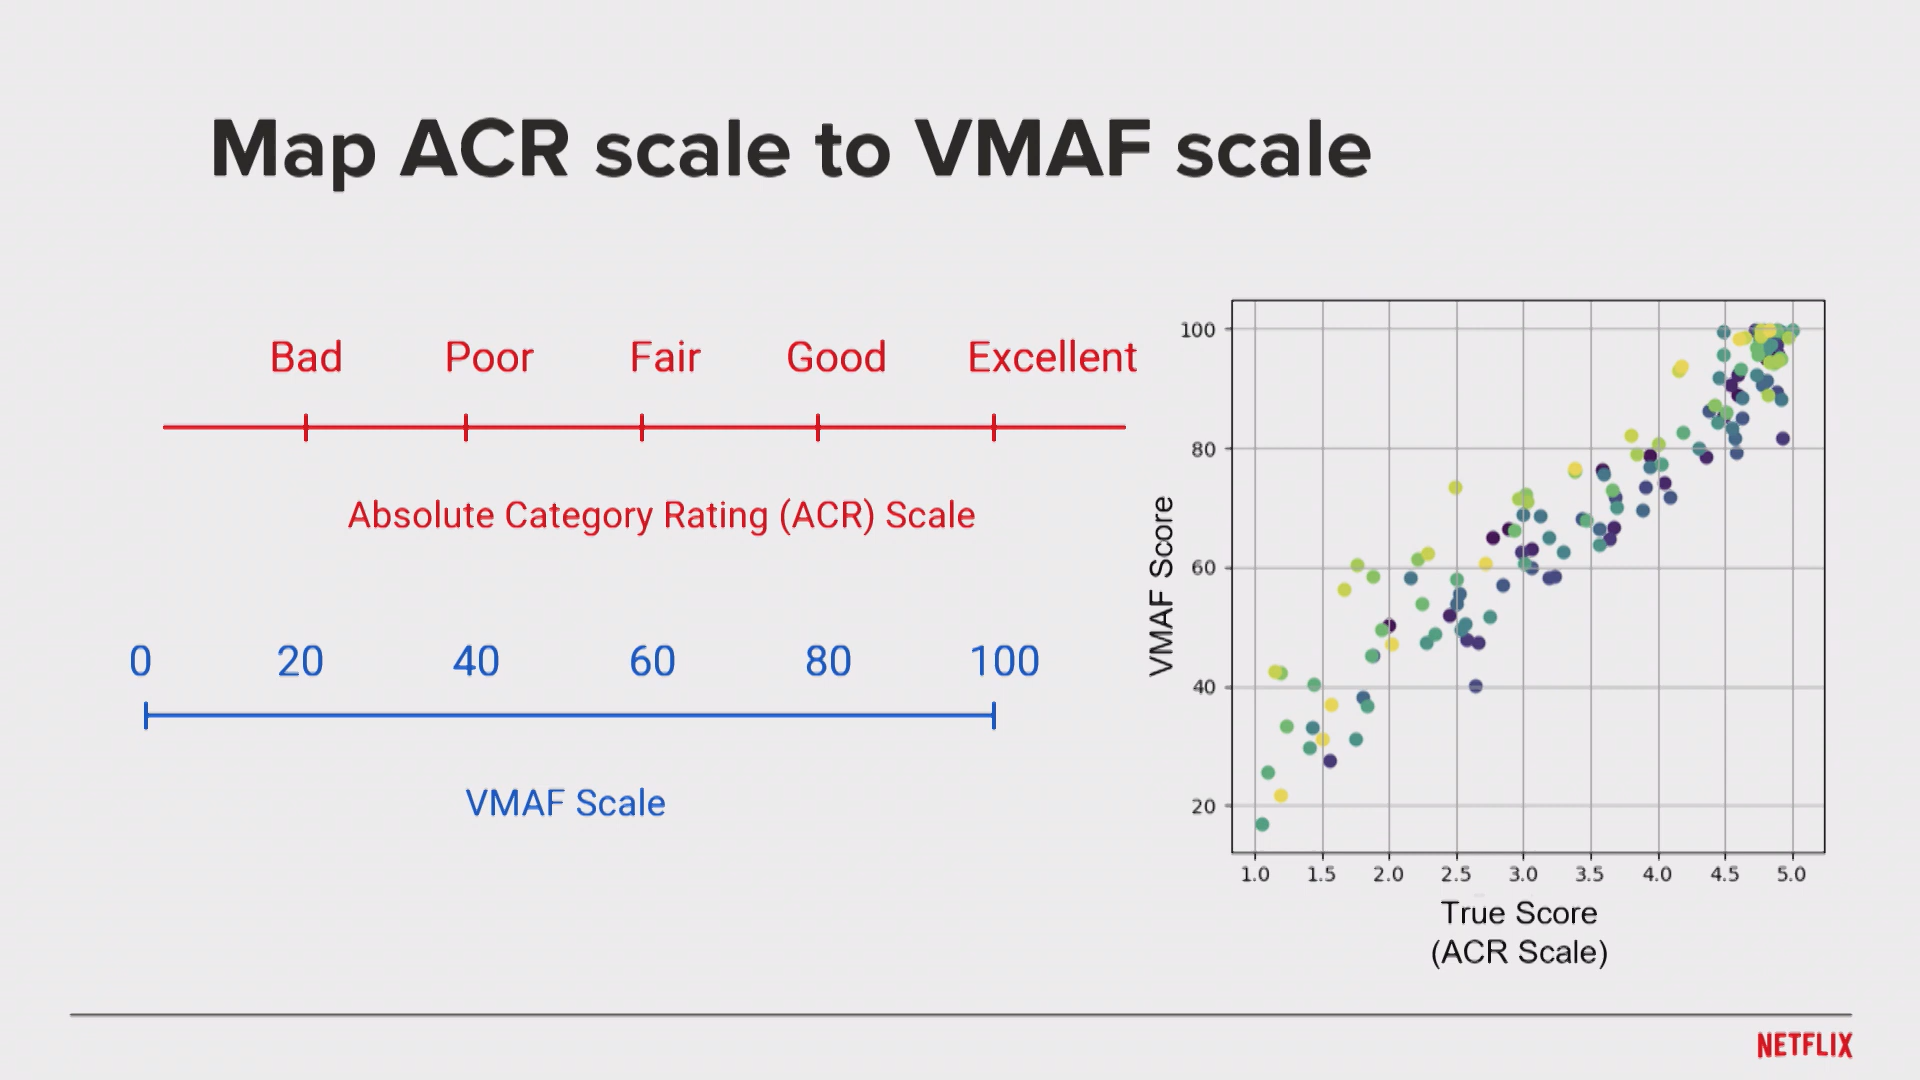 Map ACR scale to VMAF scale
Bad Poor Fair Good Excellent
Absolute Category Rating (ACR) Scale
0 20 40 60 80 100
VMAF Scale
100
80
60
40
20
VMAF Score
1.0 1.5 2.0 2.5 3.0 3.5 4.0 4.5 5.0
True Score
(ACR Scale)
NETFLIX